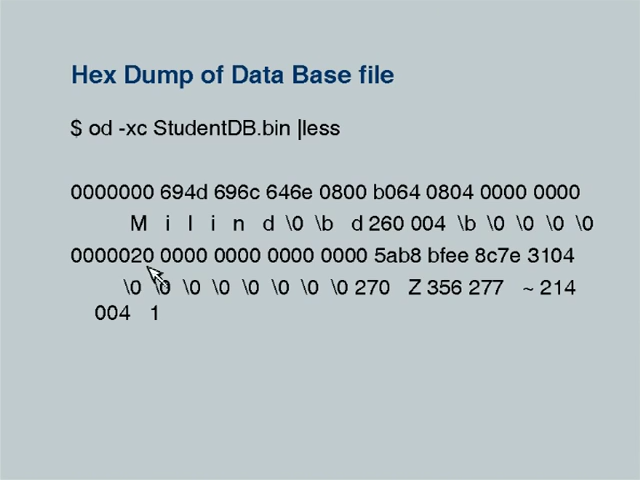 Hex Dump of Data Base file
$ od -xc StudentDB.bin |less
0000000 694d 696c 646e 0800 b064 0804 0000 0000
M i l i n d \0 \b d 260 004 \b \0 \0 \0 \0
0000020 0000 0000 0000 0000 5ab8 bfee 8c7e 3104
\0 \0 \0 \0 \0 \0 \0 \0 270 Z 356 277 ~ 214
004 1